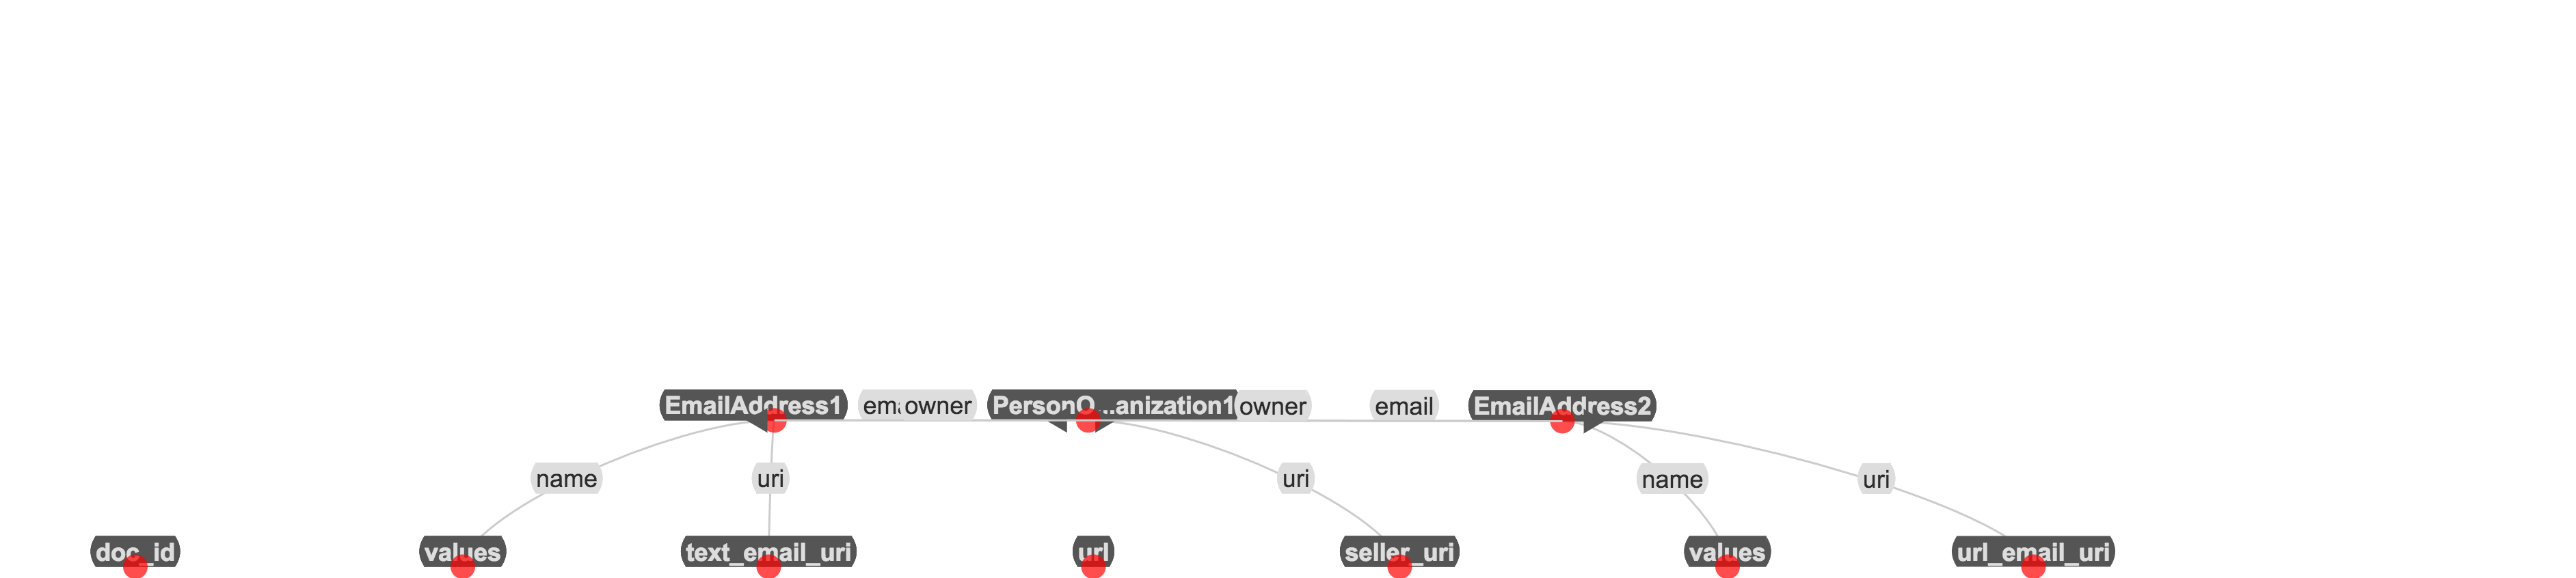 EmailAddress1 ema owner PersonO...anization1 owner email EmailAddress2
name uri uri name uri
doc_id values text_email_uri url seller_uri values url_email_uri